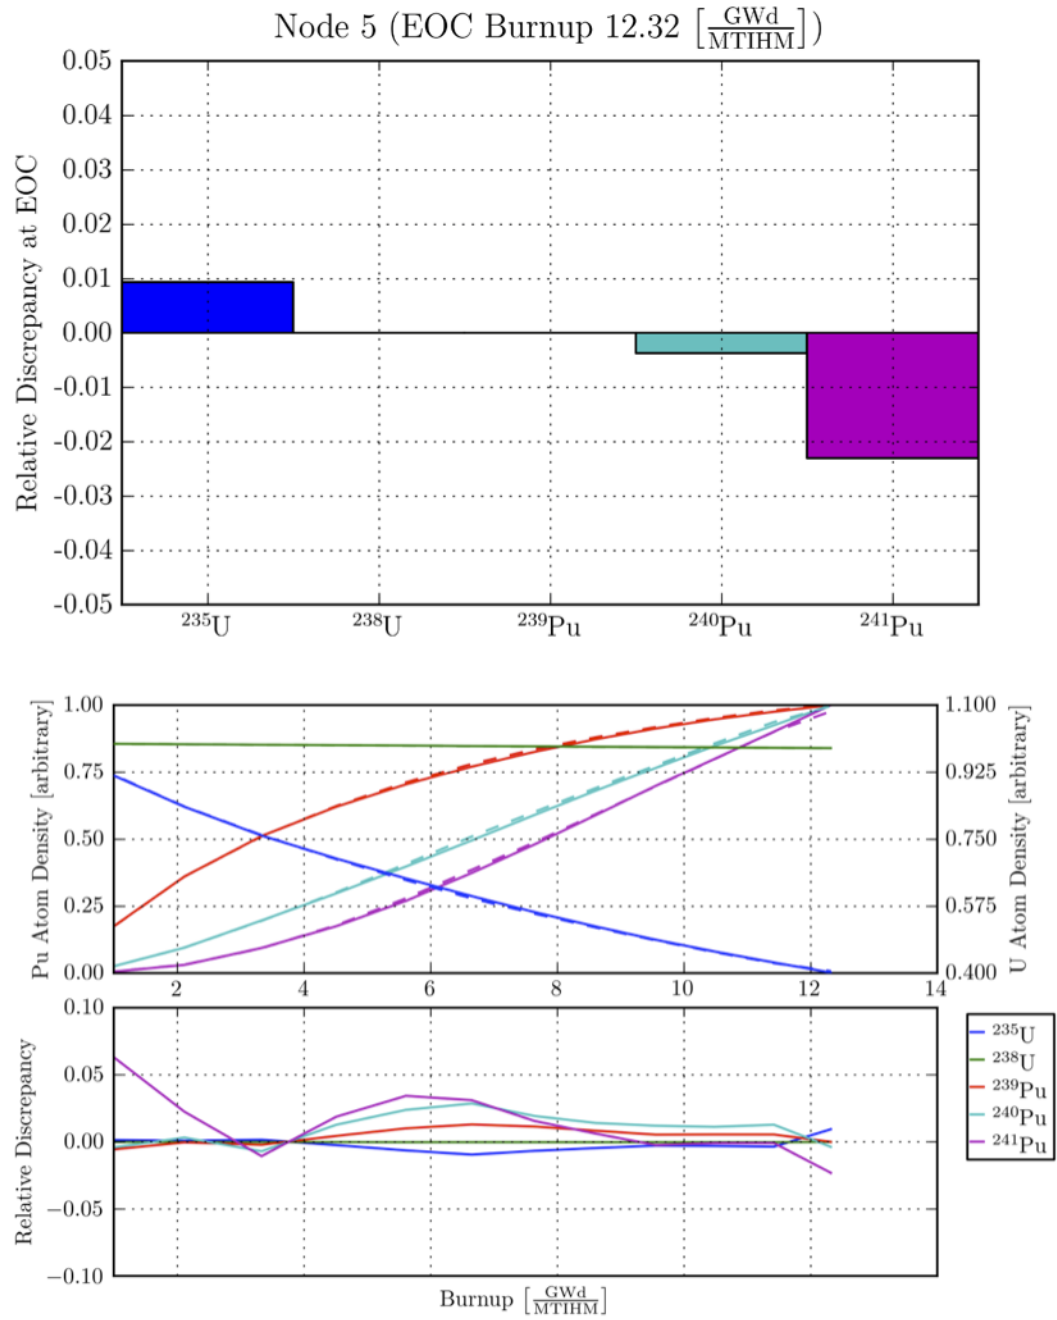 Node 5 (EOC Burnup 12.32 [GWd/MTIHM])
Relative Discrepancy at EOC
0.05
0.04
0.03
0.02
0.01
0.00
-0.01
-0.02
-0.03
-0.04
-0.05
235U 238U 239Pu 240Pu 241Pu
Pu Atom Density [arbitrary]
1.00
0.75
0.50
0.25
0.00
1.100
0.925
0.750
0.575
0.400
U Atom Density [arbitrary]
2 4 6 8 10 12 14
Relative Discrepancy
0.10
0.05
0.00
−0.05
−0.10
Burnup [GWd/MTIHM]
235U
238U
239Pu
240Pu
241Pu